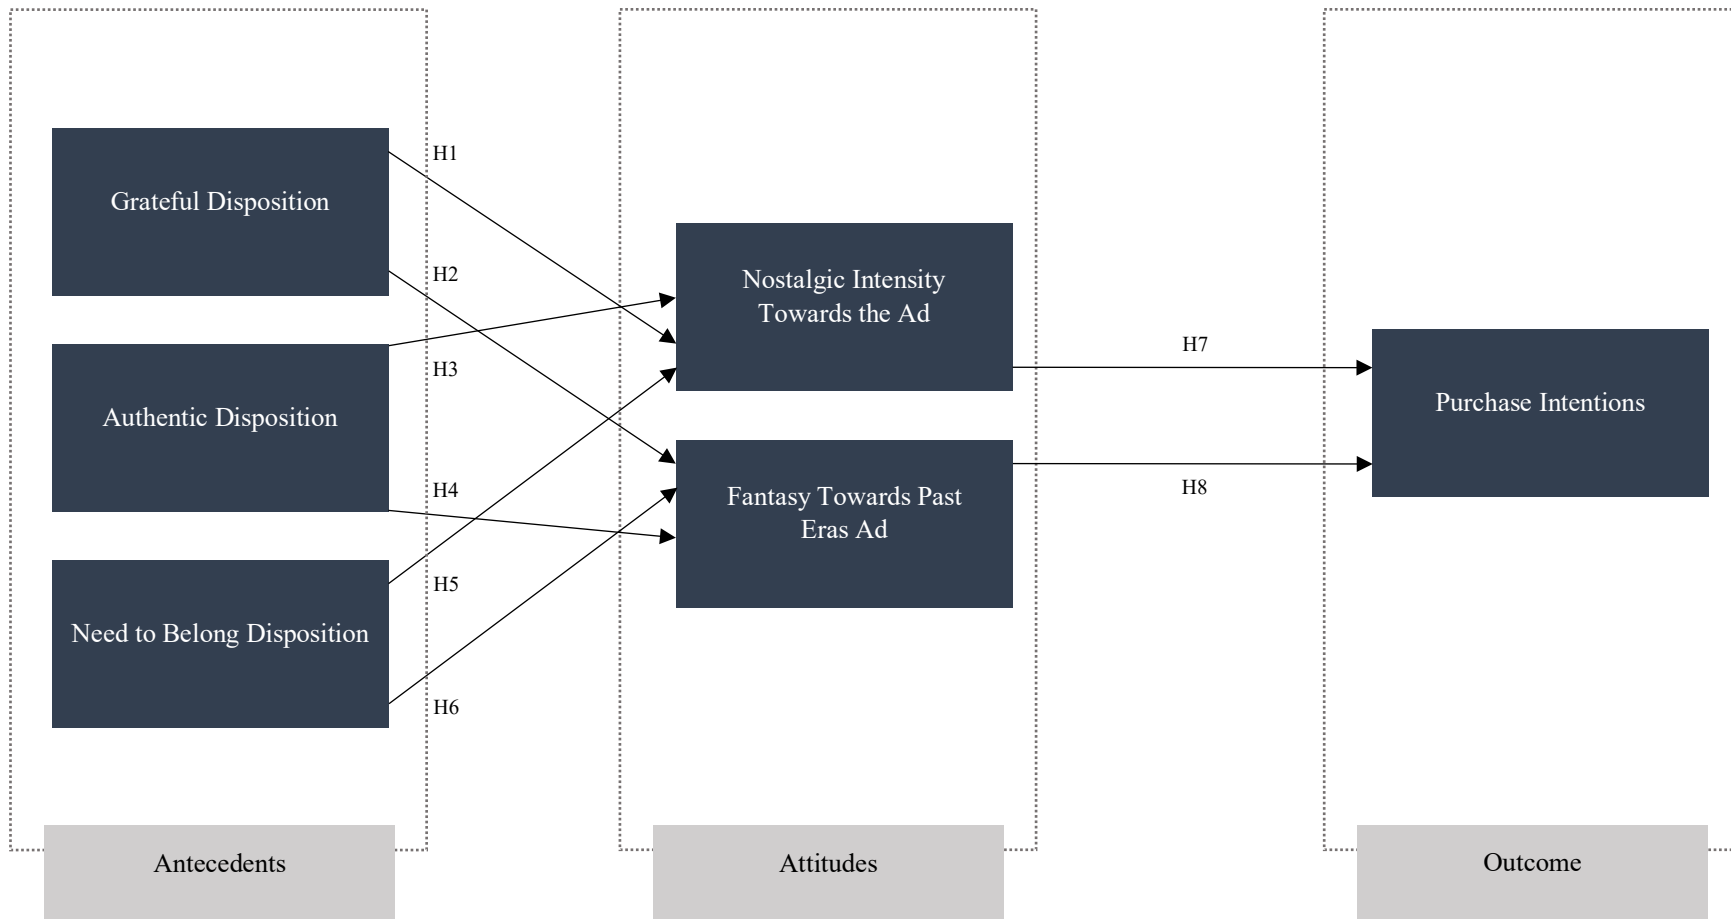 Grateful Disposition
Authentic Disposition
Need to Belong Disposition
H1
H2
H3
H4
H5
H6
Nostalgic Intensity
Towards the Ad
Fantasy Towards Past
Eras Ad
H7
H8
Purchase Intentions
Antecedents
Attitudes
Outcome